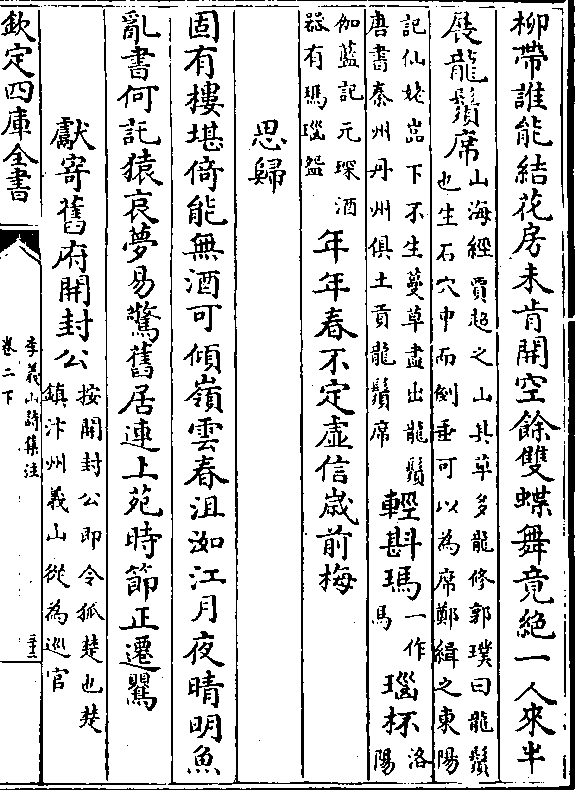 柳帶誰能結花房未肯開空餘雙蝶舞竟絕一人來半
展龍鬚席山海經賈超之山其草多龍修郭璞曰龍鬚
也生石穴中而倒垂可以為席鄭緝之東陽
記仙姥岩下不生蔓草盡出龍鬚
唐書秦州丹州俱土貢龍鬚席
輕斟瑪一作
馬
瑙杯洛
陽
伽藍記元琛酒
器有瑪瑙盌
年年春不定虛信歲前梅
思歸
固有樓堪倚能無酒可傾嶺雲春沮洳江月夜晴明魚
亂書何託猿哀夢易驚舊居連上苑時節正遷鶯
獻寄舊府開封公按開封公即令狐楚也楚
鎮汴州義山從為巡官
欽定四庫全書
李義山詩集注
卷二下
三十二